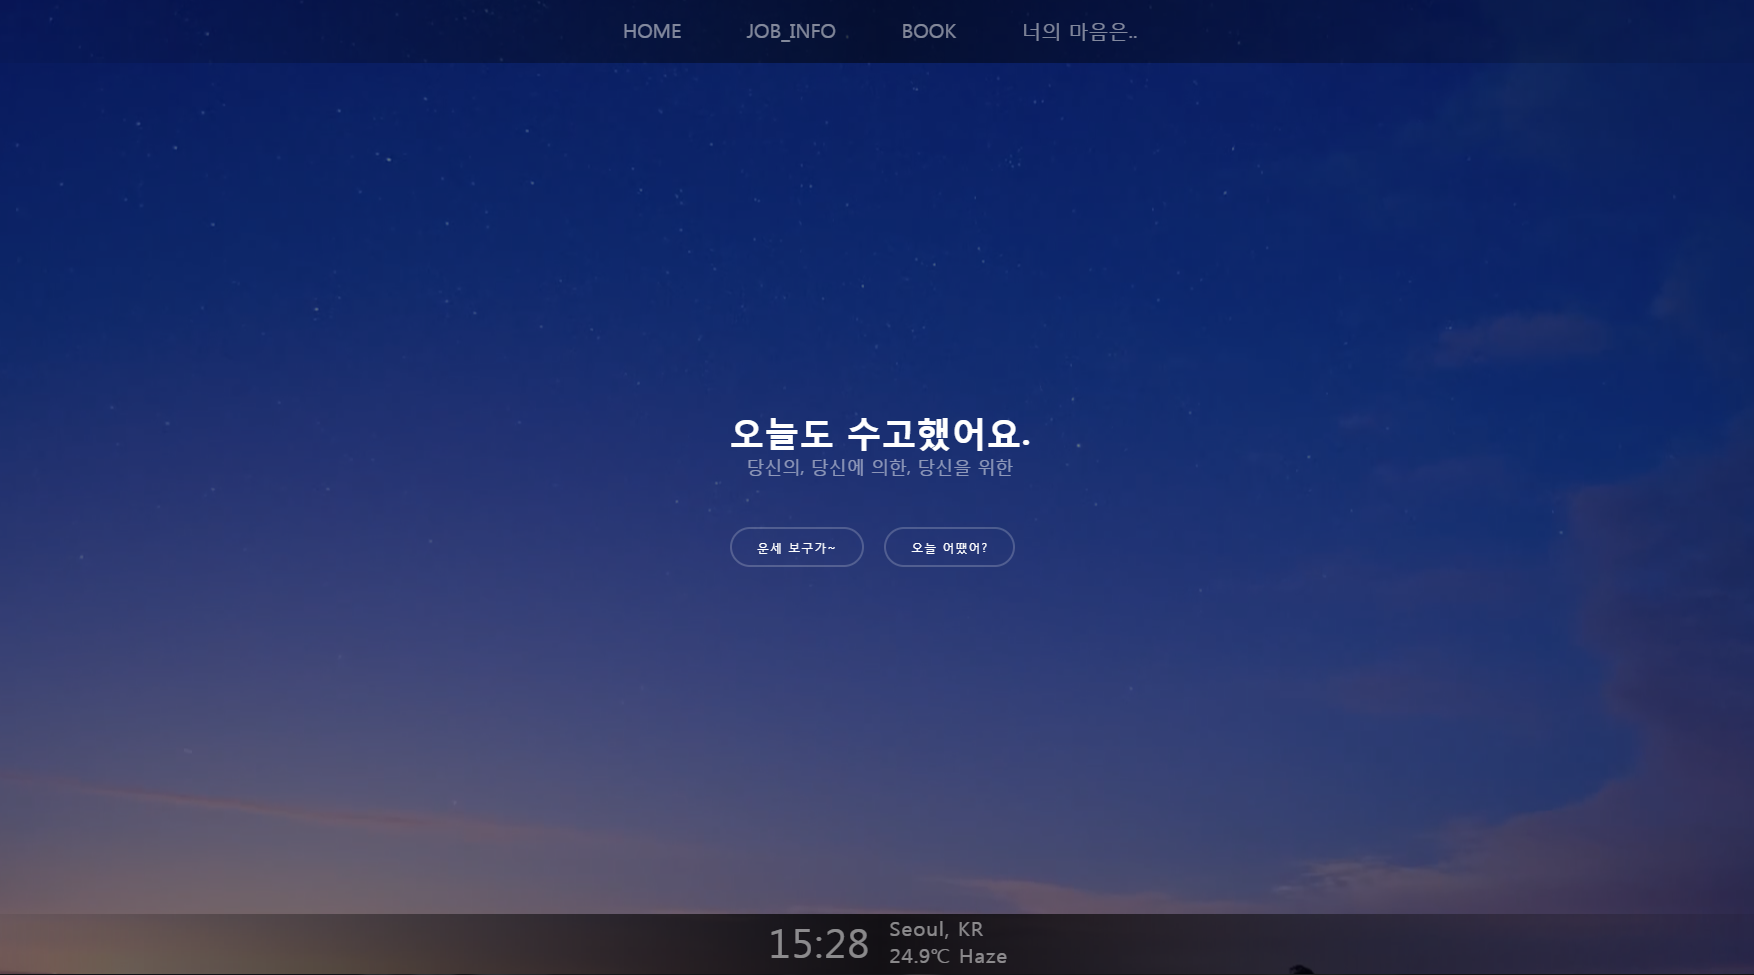 HOME JOB_INFO BOOK 너의 마음은..
오늘도 수고했어요.
당신의, 당신에 의한, 당신을 위한
운세 보구가~ 오늘 어땠어?
15:28
Seoul, KR
24.9℃ Haze